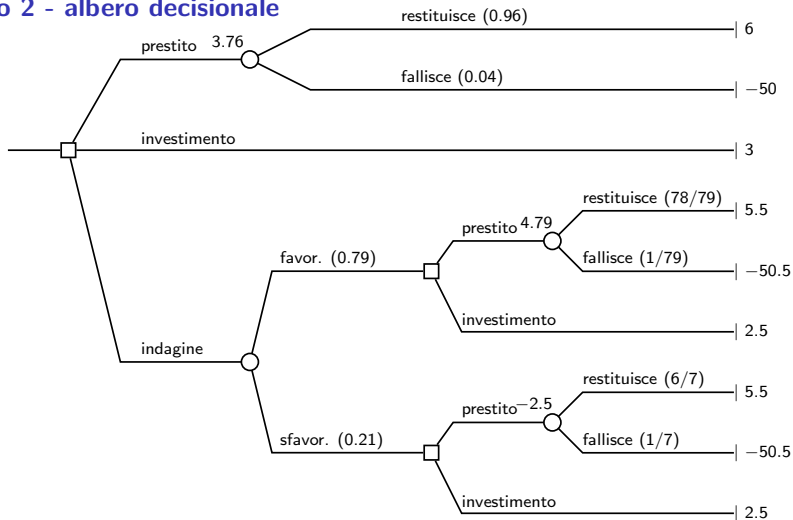 o 2 - albero decisionale
restituisce (0.96)
6
prestito
3.76
fallisce (0.04)
−50
investimento
3
restituisce (78/79)
5.5
prestito
4.79
favor. (0.79)
fallisce (1/79)
−50.5
investimento
2.5
indagine
restituisce (6/7)
5.5
prestito
−2.5
sfavor. (0.21)
fallisce (1/7)
−50.5
investimento
2.5